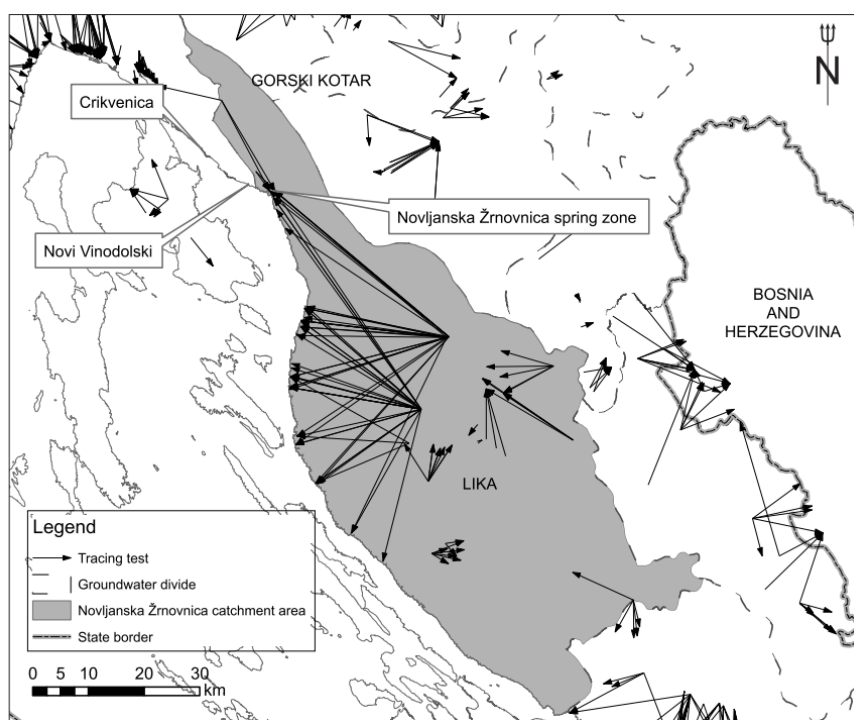 GORSKI KOTAR
N
Crikvenica
Novljanska Žrnovnica spring zone
Novi Vinodolski
BOSNIA
AND
HERZEGOVINA
LIKA
Legend
Tracing test
Groundwater divide
Novljanska Žrnovnica catchment area
State border
0 5 10 20 30
km